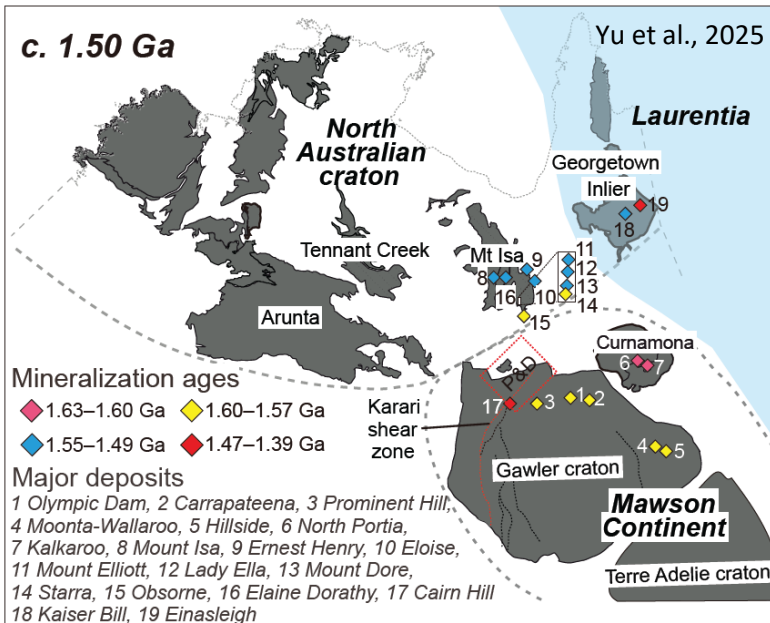 c. 1.50 Ga
Yu et al., 2025
Laurentia
North
Australian
craton
Georgetown
Inlier
19
18
Tennant Creek
Mt Isa
9
11
8
12
16
10
13
14
15
Arunta
Curnamona
6
7
P&D
Mineralization ages
1.63–1.60 Ga
1.60–1.57 Ga
1.55–1.49 Ga
1.47–1.39 Ga
Karari
shear
zone
17
3
1
2
4
5
Gawler craton
Mawson
Continent
Terre Adelie craton
Major deposits
1 Olympic Dam, 2 Carrapateena, 3 Prominent Hill,
4 Moonta-Wallaroo, 5 Hillside, 6 North Portia,
7 Kalkaroo, 8 Mount Isa, 9 Ernest Henry, 10 Eloise,
11 Mount Elliott, 12 Lady Ella, 13 Mount Dore,
14 Starra, 15 Obsorne, 16 Elaine Dorathy, 17 Cairn Hill
18 Kaiser Bill, 19 Einasleigh